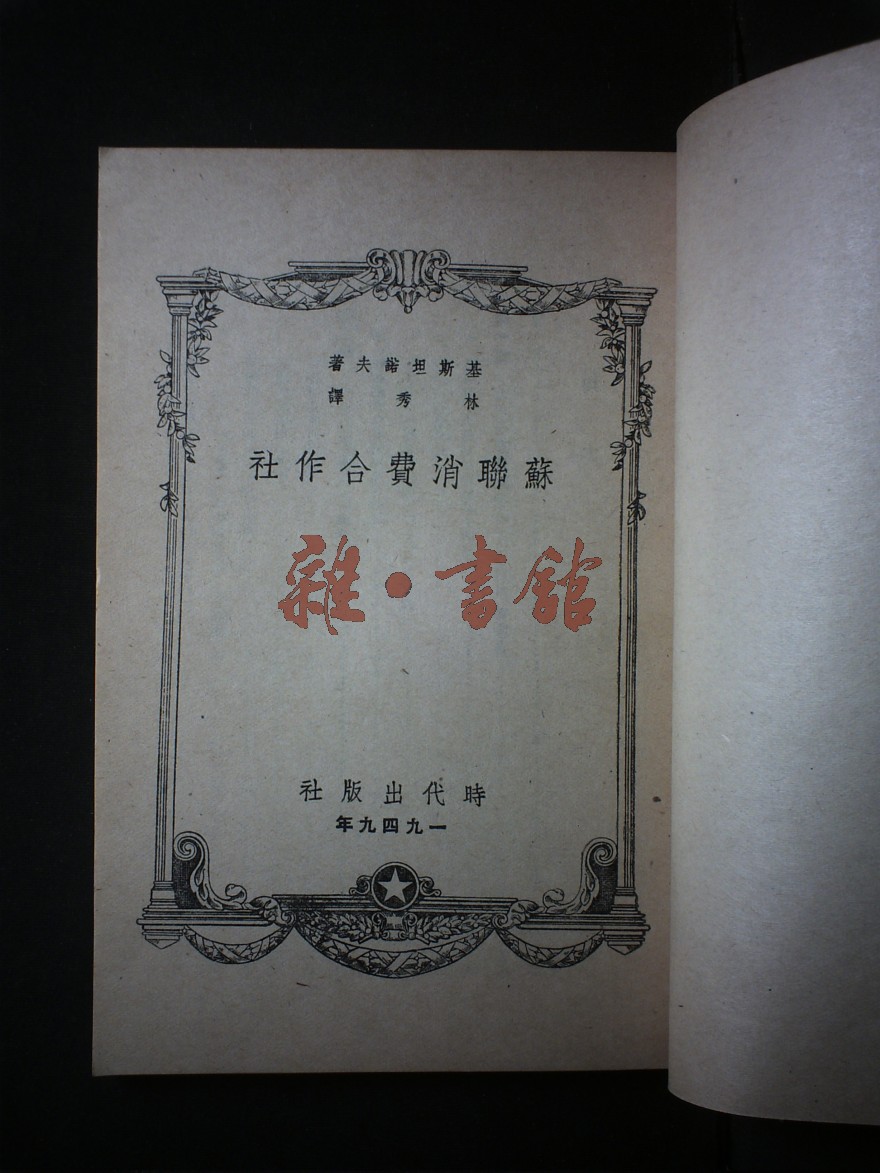 基斯坦諾夫著
林秀譯
蘇聯消費合作社
雜·書館
時代出版社
一九四九年